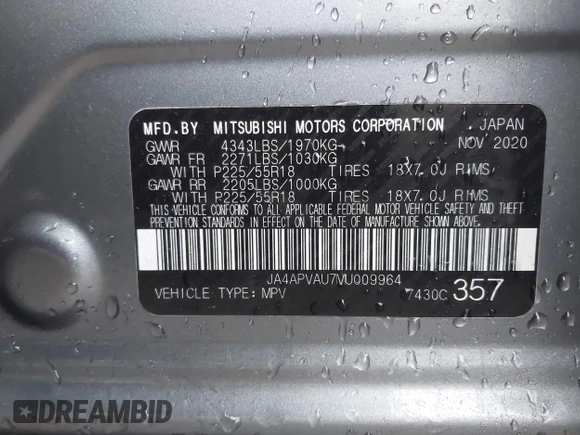 MFD.BY MITSUBISHI MOTORS CORPORATION JAPAN
GVWR 4343LBS/1970KG NOV 2020
GAWR FR 2271LBS/1030KG
WITH P225/55R18 TIRES 18X7.0J RIMS
GAWR RR 2205LBS/1000KG
WITH P225/55R18 TIRES 18X7.0J RIMS
THIS VEHICLE CONFORMS TO ALL APPLICABLE FEDERAL MOTOR VEHICLE SAFETY AND THEFT
PREVENTION STANDARDS IN EFFECT ON THE DATE OF MANUFACTURE SHOWN ABOVE.
JA4APVAU7MU009964
VEHICLE TYPE: MPV 7430C 357
DREAMBID